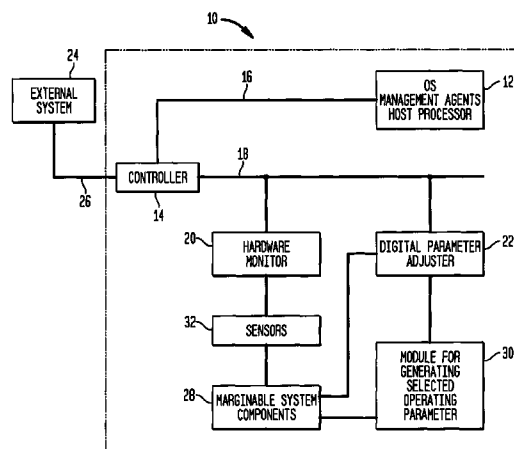 10
24
EXTERNAL
SYSTEM
16
OS
MANAGEMENT AGENTS
HOST PROCESSOR
12
26
CONTROLLER
14
18
20
HARDWARE
MONITOR
DIGITAL PARAMETER
ADJUSTER
22
32
SENSORS
28
MARGINABLE SYSTEM
COMPONENTS
MODULE FOR
GENERATING
SELECTED
OPERATING
PARAMETER
30